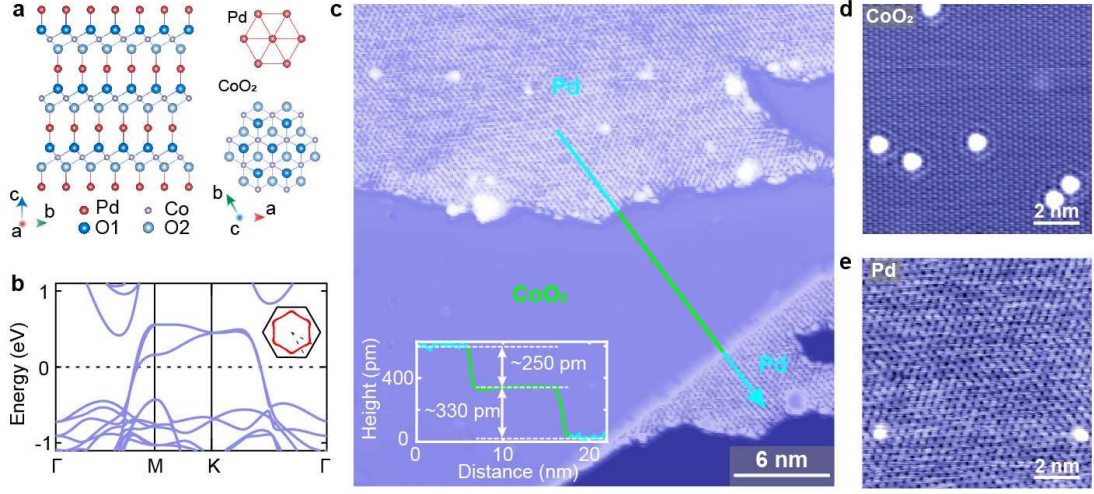 a
Pd
CoO₂
c
b
a
b
a
c
Pd
Co
O1
O2
b
1
0
-1
Energy (eV)
Γ
M
K
Γ
c
Pd
CoO₂
Pd
~250 pm
~330 pm
400
0
Height (pm)
0
10
20
Distance (nm)
6 nm
d
CoO₂
2 nm
e
Pd
2 nm